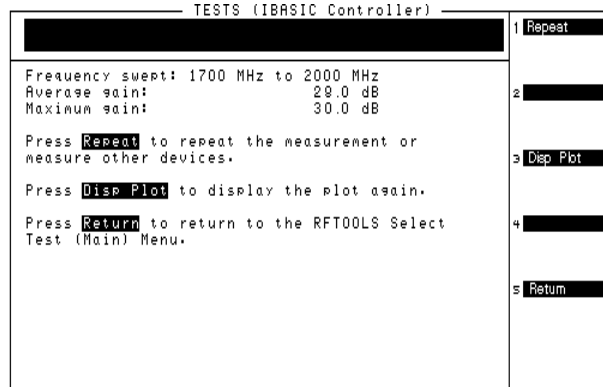 TESTS (IBASIC Controller)
Frequency swept: 1700 MHz to 2000 MHz
Average gain: 29.0 dB
Maximum gain: 30.0 dB
Press Repeat to repeat the measurement or
measure other devices.
Press Disp Plot to display the plot again.
Press Return to return to the RFTOOLS Select
Test (Main) Menu.
1 Repeat
2
3 Disp Plot
4
5 Return